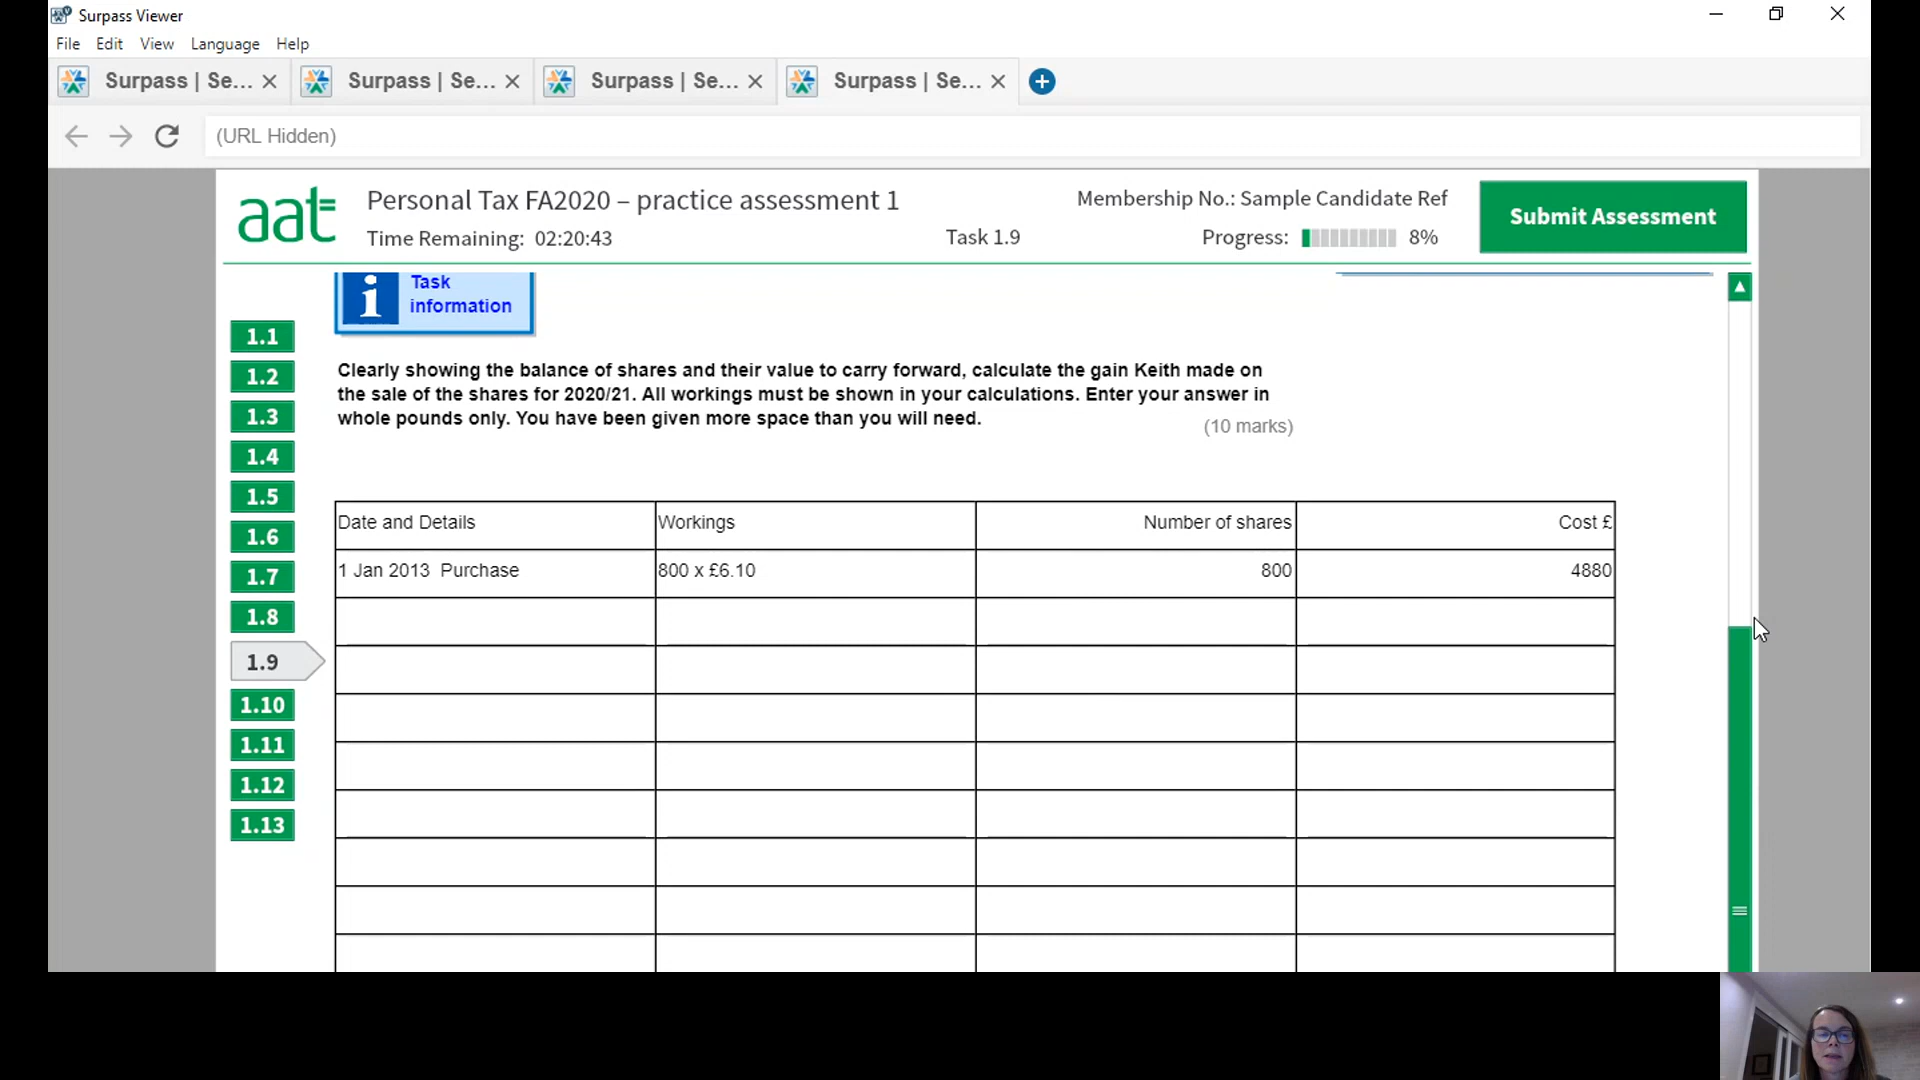 Surpass Viewer
File Edit View Language Help
Surpass | Se... Surpass | Se... Surpass | Se... Surpass | Se...
(URL Hidden)
aat
Personal Tax FA2020 – practice assessment 1
Membership No.: Sample Candidate Ref
Submit Assessment
Time Remaining: 02:20:43
Task 1.9
Progress: 8%
Task
information
1.1
1.2
1.3
1.4
1.5
1.6
1.7
1.8
1.9
1.10
1.11
1.12
1.13
Clearly showing the balance of shares and their value to carry forward, calculate the gain Keith made on
the sale of the shares for 2020/21. All workings must be shown in your calculations. Enter your answer in
whole pounds only. You have been given more space than you will need.
(10 marks)
Date and Details Workings Number of shares Cost £
1 Jan 2013 Purchase 800 x £6.10 800 4880